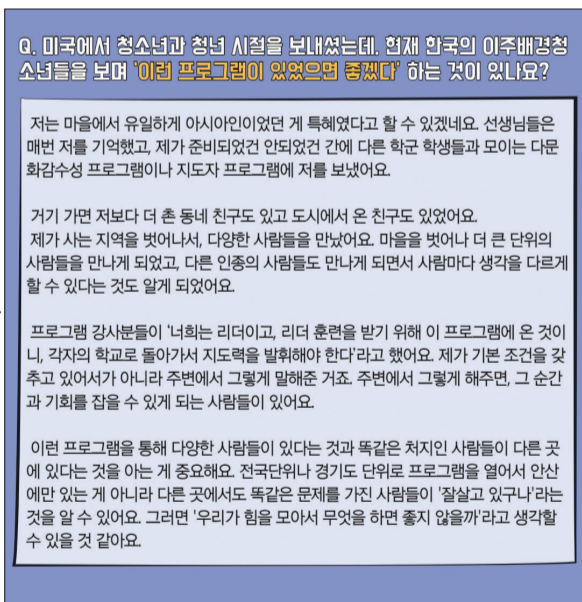 Q. 미국에서 청소년과 청년 시절을 보내셨는데, 현재 한국의 이주배경청
소년들을 보며 '이런 프로그램이 있었으면 좋겠다' 하는 것이 있나요?
저는 마을에서 유일하게 아시아인이었던 게 특혜였다고 할 수 있겠네요. 선생님들은
매번 저를 기억했고, 제가 준비되었건 안되었건 간에 다른 학군 학생들과 모이는 다문
화감수성 프로그램이나 지도자 프로그램에 저를 보냈어요.
거기 가면 저보다 더 촌 동네 친구도 있고 도시에서 온 친구도 있었어요.
제가 사는 지역을 벗어나서, 다양한 사람들을 만났어요. 마을을 벗어나 더 큰 단위의
사람들을 만나게 되었고, 다른 인종의 사람들도 만나게 되면서 사람마다 생각을 다르게
할 수 있다는 것도 알게 되었어요.
프로그램 강사분들이 '너희는 리더이고, 리더 훈련을 받기 위해 이 프로그램에 온 것이
니, 각자의 학교로 돌아가서 지도력을 발휘해야 한다'라고 했어요. 제가 기본 조건을 갖
추고 있어서가 아니라 주변에서 그렇게 말해준 거죠. 주변에서 그렇게 해주면, 그 순간
과 기회를 잡을 수 있게 되는 사람들이 있어요.
이런 프로그램을 통해 다양한 사람들이 있다는 것과 똑같은 처지인 사람들이 다른 곳
에 있다는 것을 아는 게 중요해요. 전국단위나 경기도 단위로 프로그램을 열어서 안산
에만 있는 게 아니라 다른 곳에서도 똑같은 문제를 가진 사람들이 '잘살고 있구나'라는
것을 알 수 있어요. 그러면 '우리가 힘을 모아서 무엇을 하면 좋지 않을까'라고 생각할
수 있을 것 같아요.